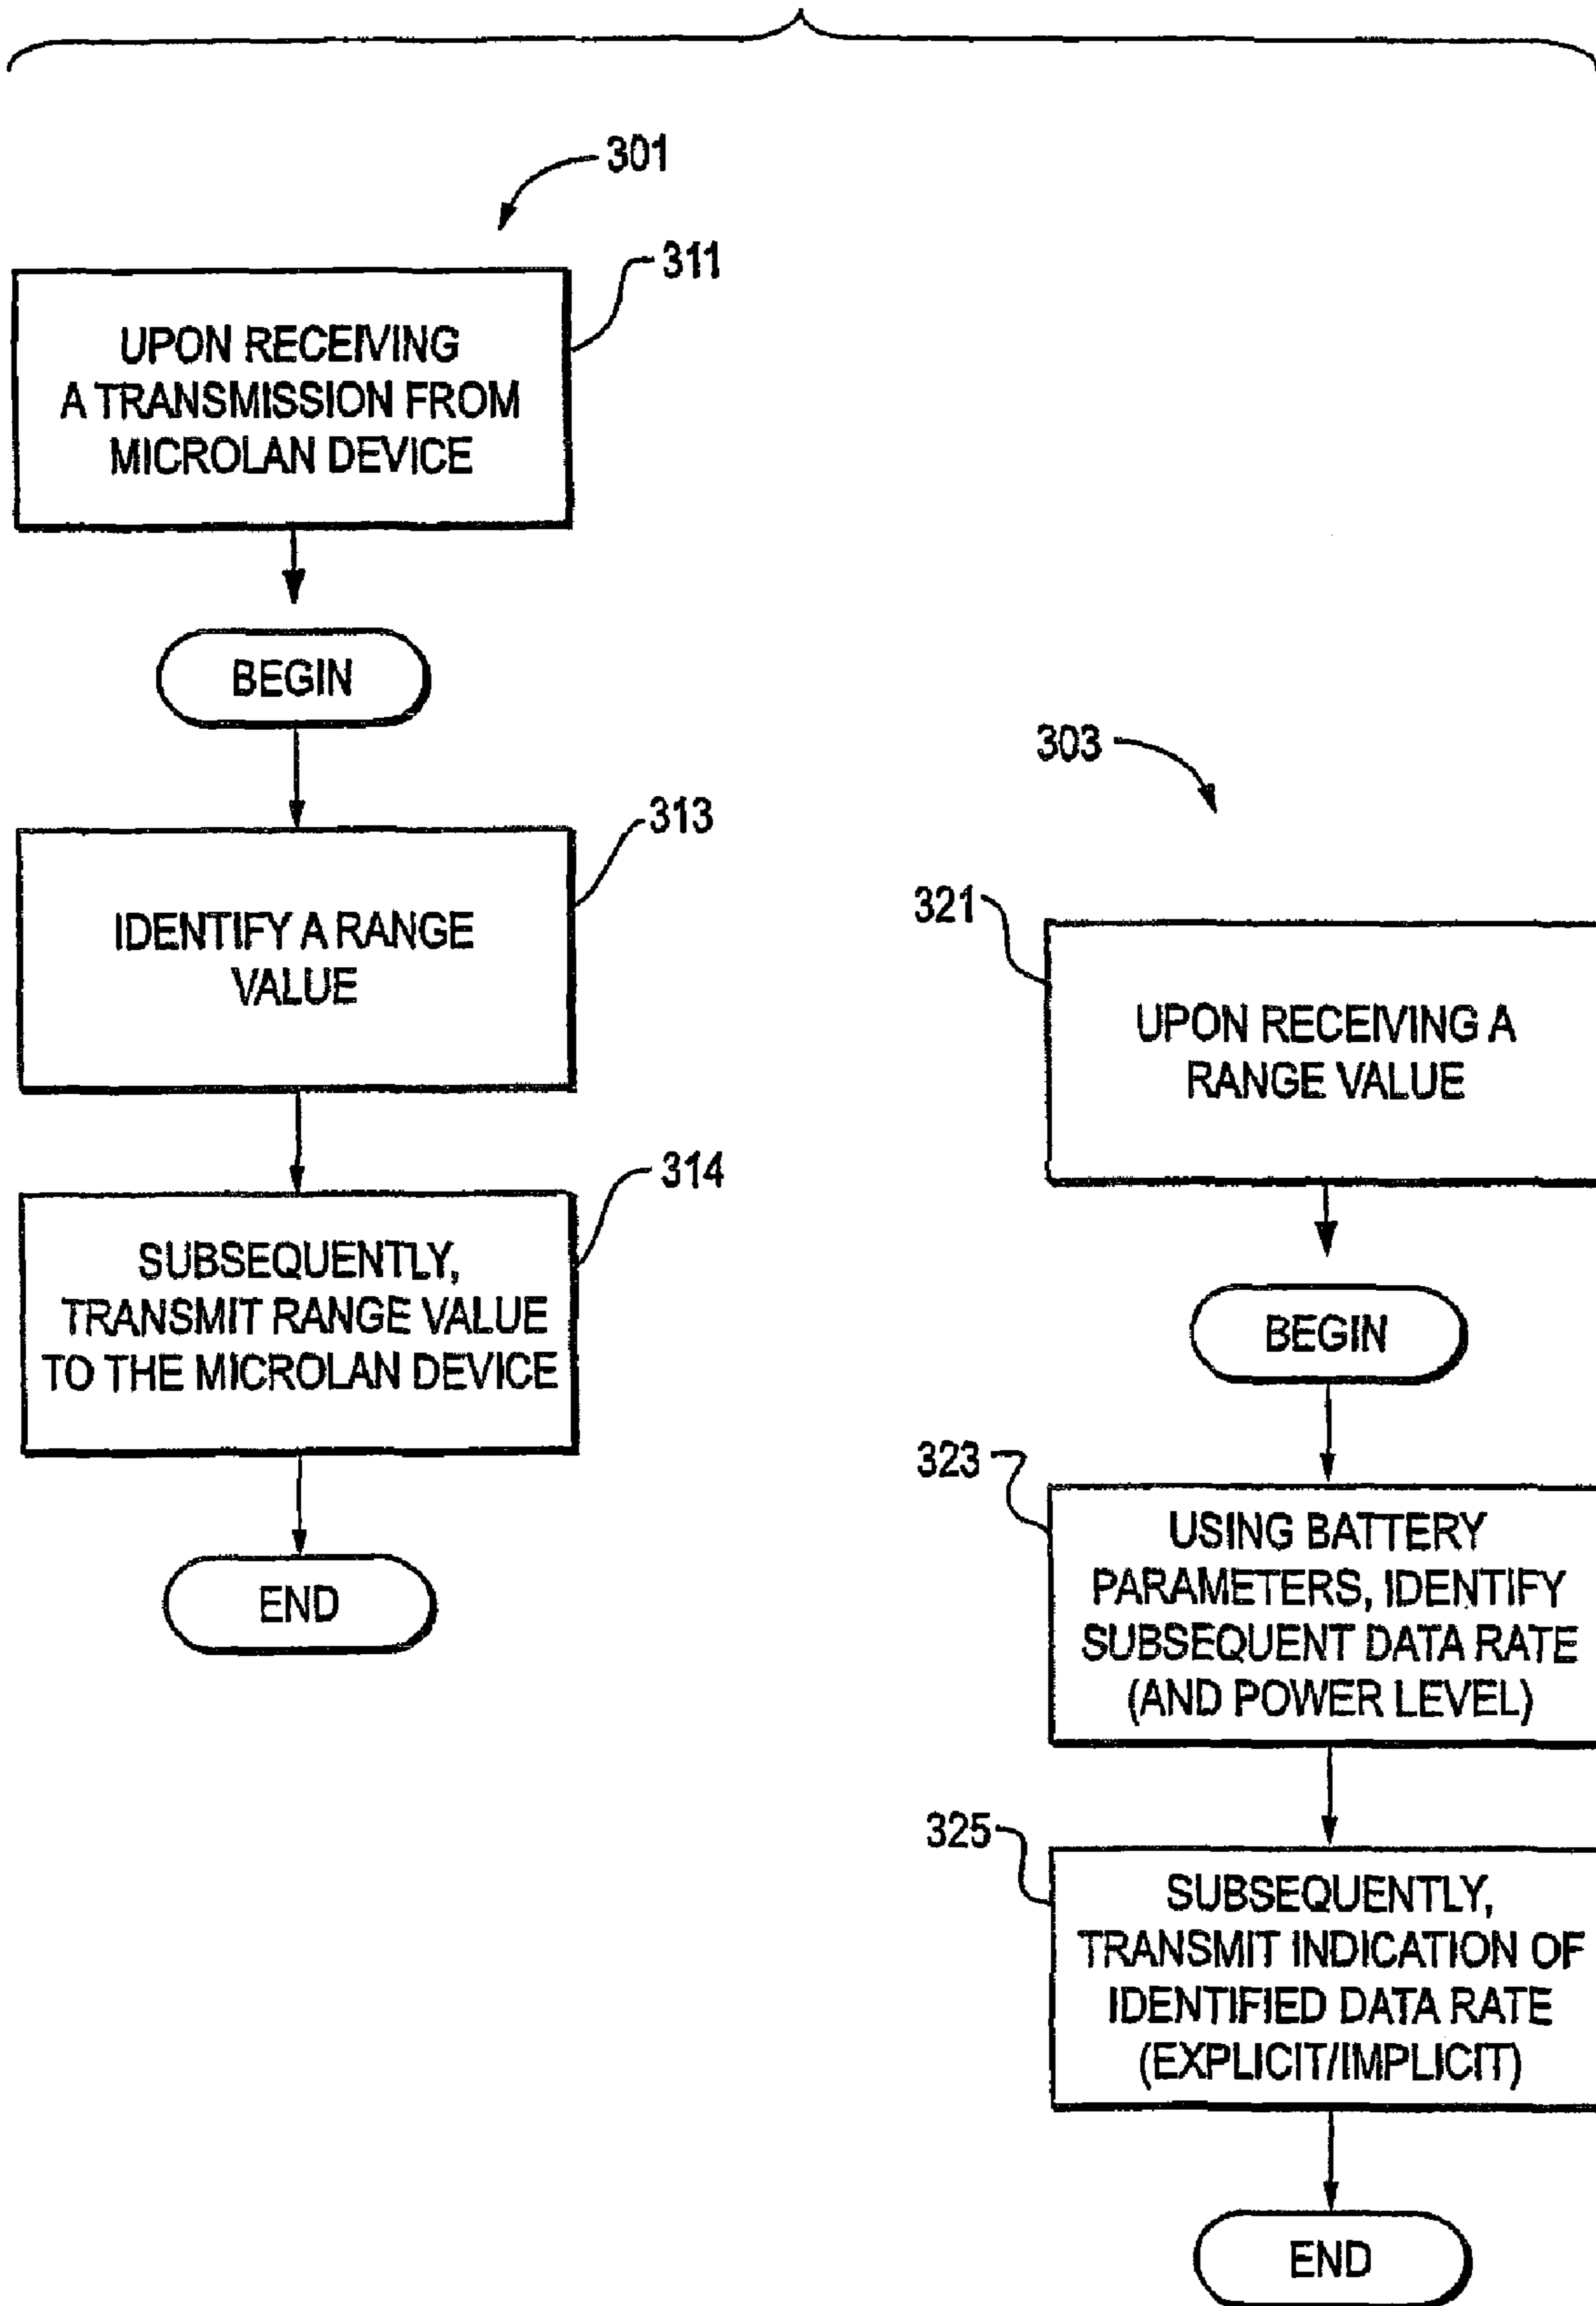 301
311
UPON RECEIVING
A TRANSMISSION FROM
MICROLAN DEVICE
BEGIN
313
IDENTIFY A RANGE
VALUE
314
SUBSEQUENTLY,
TRANSMIT RANGE VALUE
TO THE MICROLAN DEVICE
END
303
321
UPON RECEIVING A
RANGE VALUE
BEGIN
323
USING BATTERY
PARAMETERS, IDENTIFY
SUBSEQUENT DATA RATE
(AND POWER LEVEL)
325
SUBSEQUENTLY,
TRANSMIT INDICATION OF
IDENTIFIED DATA RATE
(EXPLICIT/IMPLICIT)
END